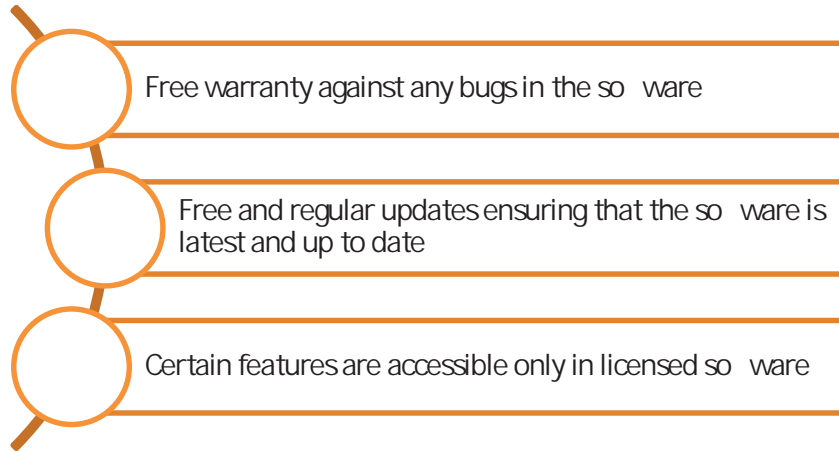 Free warranty against any bugs in the so ware
Free and regular updates ensuring that the so ware is
latest and up to date
Certain features are accessible only in licensed so ware